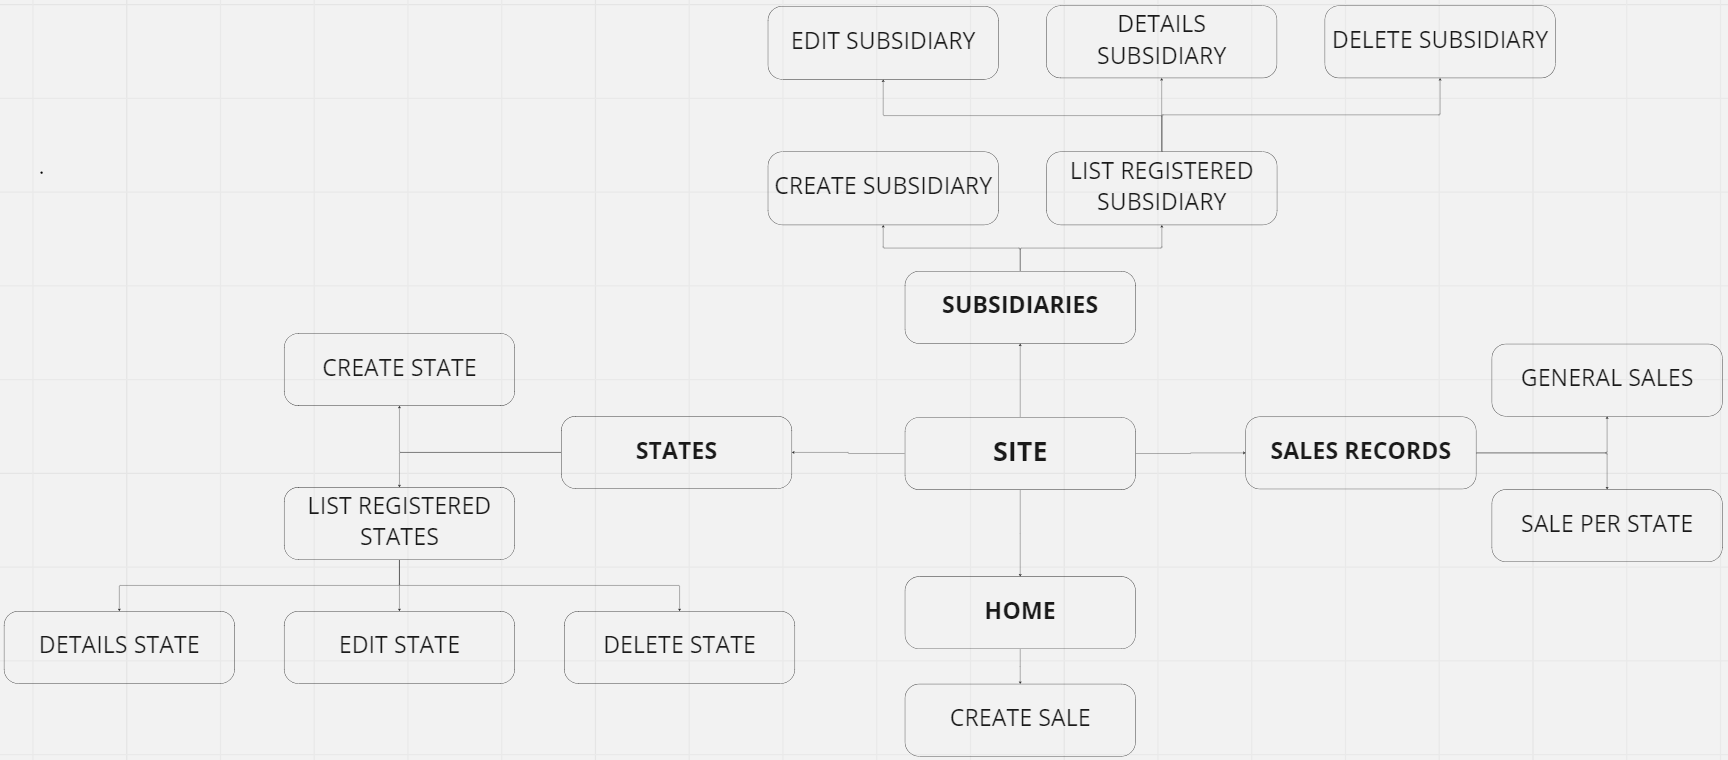 EDIT SUBSIDIARY
DETAILS
SUBSIDIARY
DELETE SUBSIDIARY
CREATE SUBSIDIARY
LIST REGISTERED
SUBSIDIARY
SUBSIDIARIES
CREATE STATE
GENERAL SALES
STATES
SITE
SALES RECORDS
LIST REGISTERED
STATES
SALE PER STATE
HOME
DETAILS STATE
EDIT STATE
DELETE STATE
CREATE SALE